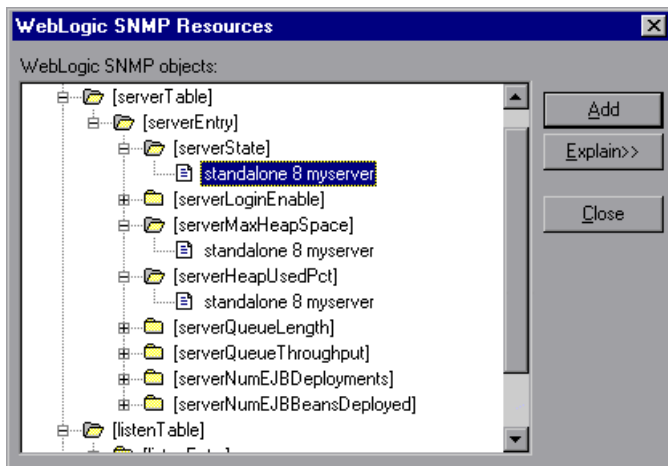 WebLogic SNMP Resources
WebLogic SNMP objects:
[serverTable]
[serverEntry]
[serverState]
standalone 8 myserver
[serverLoginEnable]
[serverMaxHeapSpace]
standalone 8 myserver
[serverHeapUsedPct]
standalone 8 myserver
[serverQueueLength]
[serverQueueThroughput]
[serverNumEJBDeployments]
[serverNumEJBBeansDeployed]
[listenTable]
Add
Explain>>
Close